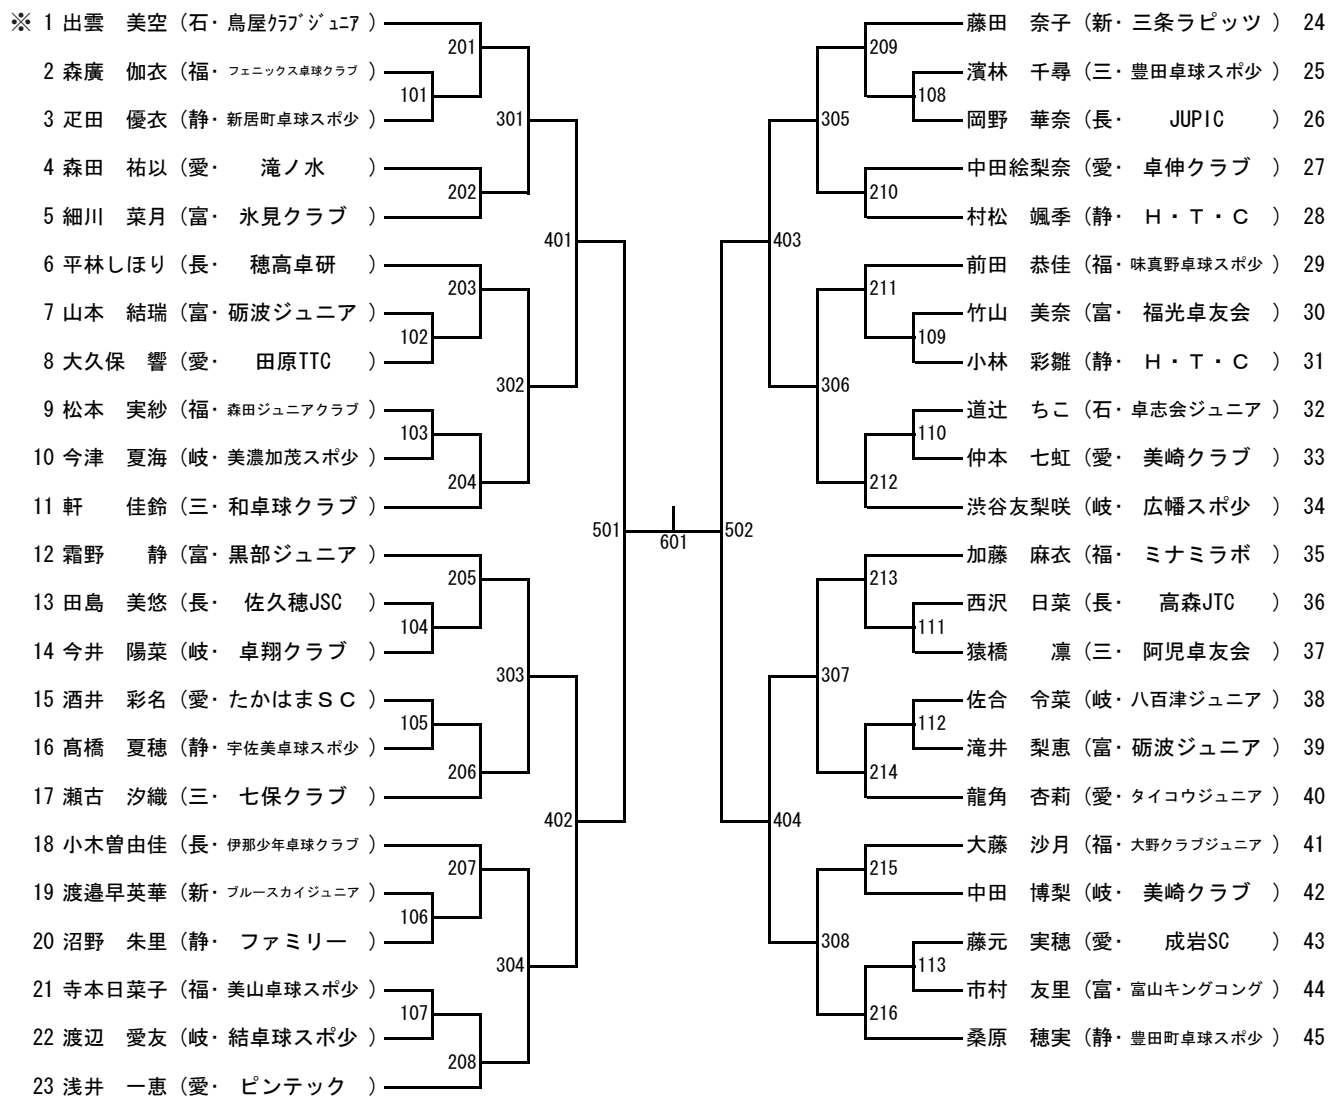 ※ 1 出雲　美空 (石・鳥屋ｸﾗﾌﾞｼﾞｭﾆｱ)
201
2 森廣　伽衣 (福・フェニックス卓球クラブ)
101
3 疋田　優衣 (静・新居町卓球スポ少)
301
4 森田　祐以 (愛・滝ノ水)
202
5 細川　菜月 (富・氷見クラブ)
401
6 平林しほり (長・穂高卓研)
203
7 山本　結瑞 (富・砺波ジュニア)
102
8 大久保　響 (愛・田原TTC)
302
9 松本　実紗 (福・森田ジュニアクラブ)
103
10 今津　夏海 (岐・美濃加茂スポ少)
204
11 軒　　佳鈴 (三・和卓球クラブ)
501
12 霜野　　静 (富・黒部ジュニア)
205
13 田島　美悠 (長・佐久穂JSC)
104
14 今井　陽菜 (岐・卓翔クラブ)
303
15 酒井　彩名 (愛・たかはまＳＣ)
105
16 髙橋　夏穂 (静・宇佐美卓球スポ少)
206
17 瀬古　汐織 (三・七保クラブ)
402
18 小木曽由佳 (長・伊那少年卓球クラブ)
207
19 渡邉早英華 (新・ブルースカイジュニア)
106
20 沼野　朱里 (静・ファミリー)
304
21 寺本日菜子 (福・美山卓球スポ少)
107
22 渡辺　愛友 (岐・結卓球スポ少)
208
23 浅井　一恵 (愛・ピンテック)
601
藤田　奈子 (新・三条ラピッツ) 24
209
濱林　千尋 (三・豊田卓球スポ少) 25
108
岡野　華奈 (長・JUPIC) 26
305
中田絵梨奈 (愛・卓伸クラブ) 27
210
村松　颯季 (静・Ｈ・Ｔ・Ｃ) 28
403
前田　恭佳 (福・味真野卓球スポ少) 29
211
竹山　美奈 (富・福光卓友会) 30
109
小林　彩雛 (静・Ｈ・Ｔ・Ｃ) 31
306
道辻　ちこ (石・卓志会ジュニア) 32
110
仲本　七虹 (愛・美崎クラブ) 33
212
渋谷友梨咲 (岐・広幡スポ少) 34
502
加藤　麻衣 (福・ミナミラボ) 35
213
西沢　日菜 (長・高森JTC) 36
111
猿橋　　凛 (三・阿児卓友会) 37
307
佐合　令菜 (岐・八百津ジュニア) 38
112
滝井　梨恵 (富・砺波ジュニア) 39
214
龍角　杏莉 (愛・タイコウジュニア) 40
404
大藤　沙月 (福・大野クラブジュニア) 41
215
中田　博梨 (岐・美崎クラブ) 42
308
藤元　実穂 (愛・成岩SC) 43
113
市村　友里 (富・富山キングコング) 44
216
桑原　穂実 (静・豊田町卓球スポ少) 45